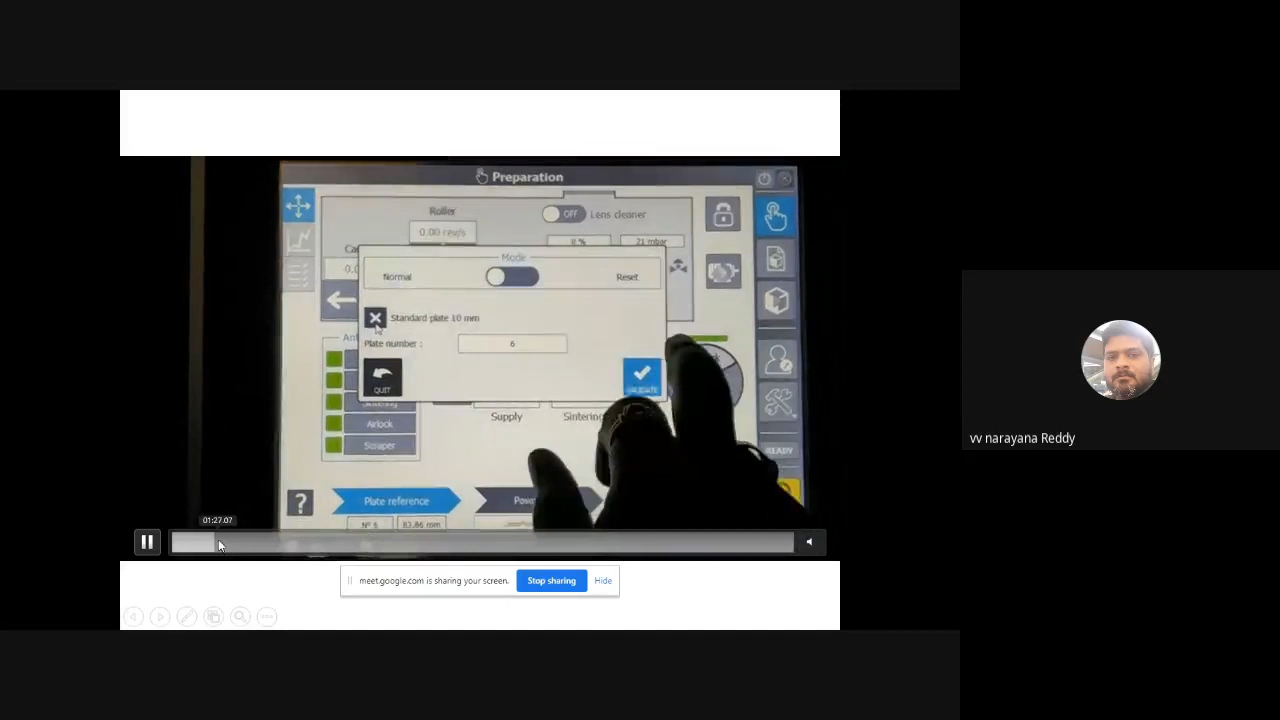 Preparation
Roller
OFF Lens cleaner
0.00 rev/s
8 % 21 mbar
Mode
Normal Reset
Standard plate 10 mm
Plate number : 6
QUIT VALIDATE
Supply Sintering
Airlock
Scraper
READY
? Plate reference
N° 6 83.86 mm
01:27.07
meet.google.com is sharing your screen. Stop sharing Hide
vv narayana Reddy